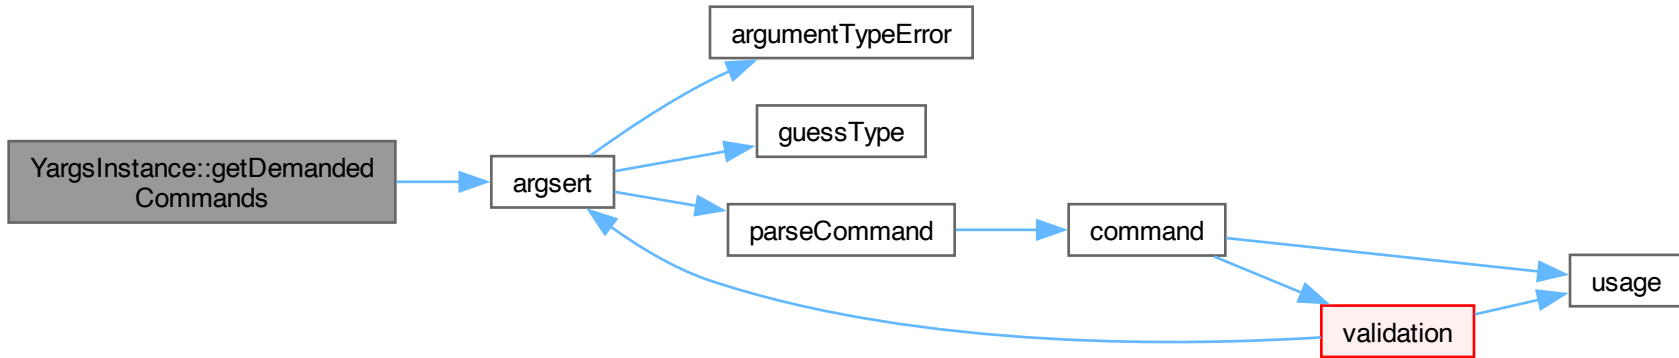 YargsInstance::getDemanded
Commands
argsert
argumentTypeError
guessType
parseCommand
command
validation
usage